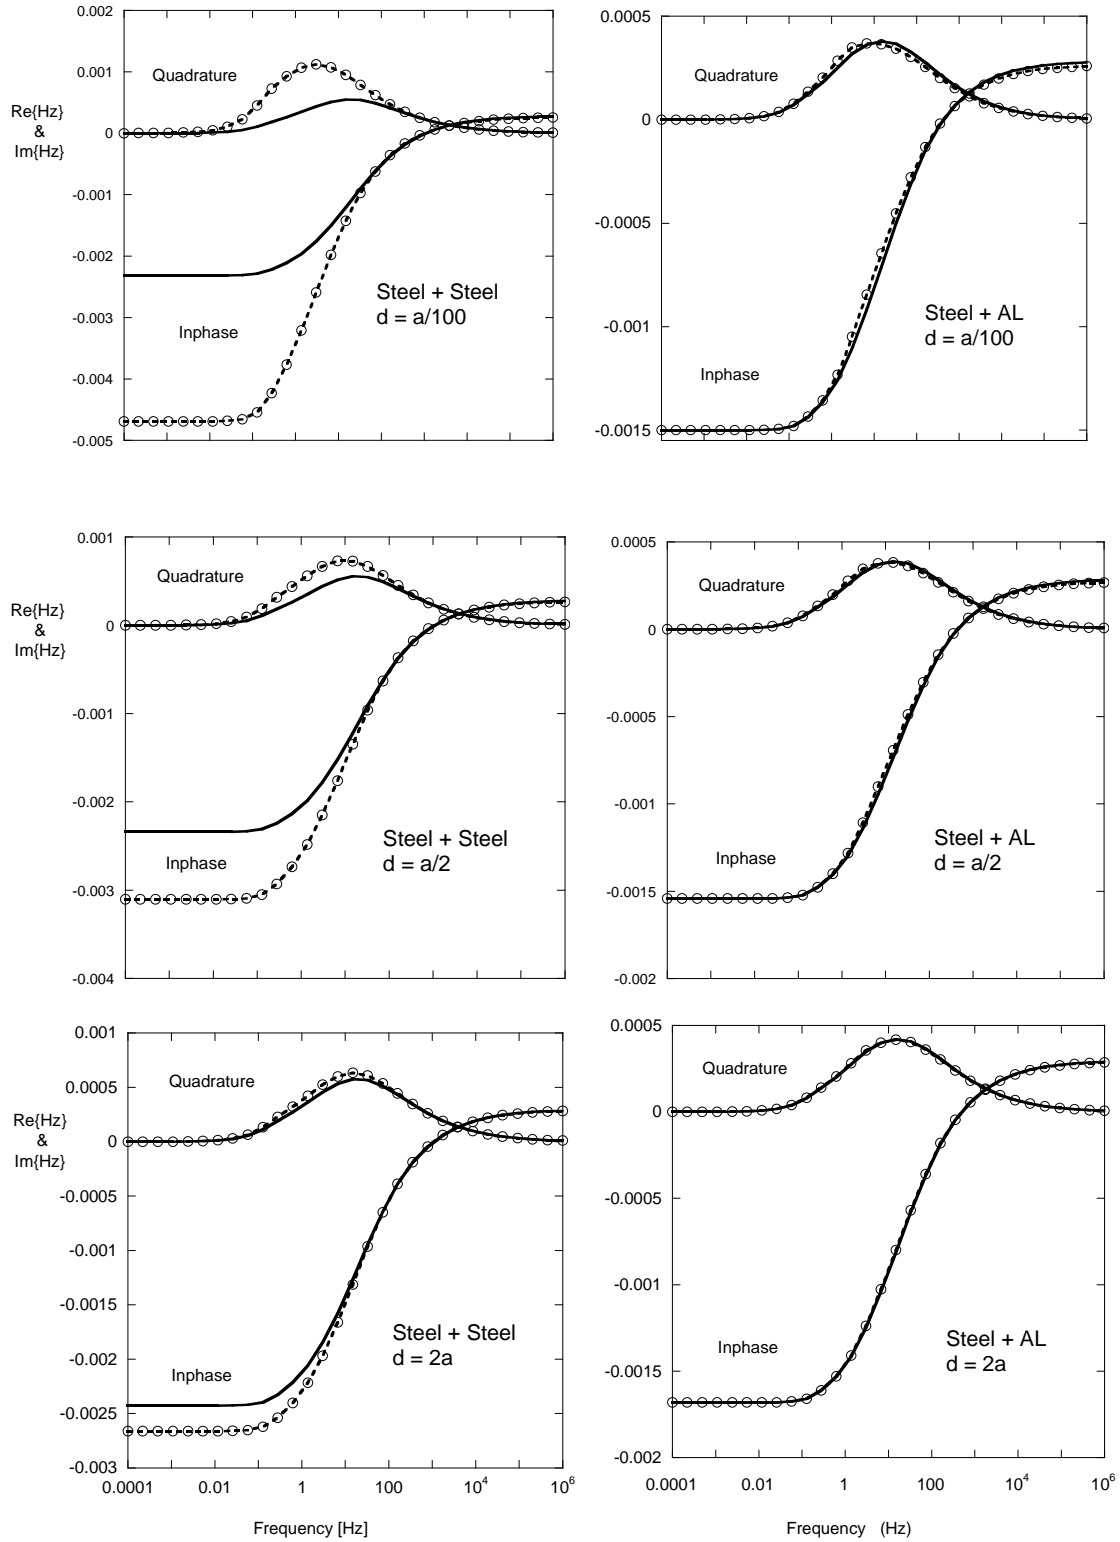 0.002
0.001
0
-0.001
-0.002
-0.003
-0.004
-0.005
Re{Hz}
&
Im{Hz}
Quadrature
Inphase
Steel + Steel
d = a/100
0.0005
0
-0.0005
-0.001
-0.0015
Quadrature
Inphase
Steel + AL
d = a/100
0.001
0
-0.001
-0.002
-0.003
-0.004
Re{Hz}
&
Im{Hz}
Quadrature
Inphase
Steel + Steel
d = a/2
0.0005
0
-0.0005
-0.001
-0.0015
-0.002
Quadrature
Inphase
Steel + AL
d = a/2
0.001
0.0005
0
-0.0005
-0.001
-0.0015
-0.002
-0.0025
-0.003
Re{Hz}
&
Im{Hz}
Quadrature
Inphase
Steel + Steel
d = 2a
0.0001 0.01 1 100 10^4 10^6
Frequency [Hz]
0.0005
0
-0.0005
-0.001
-0.0015
-0.002
Quadrature
Inphase
Steel + AL
d = 2a
0.0001 0.01 1 100 10^4 10^6
Frequency (Hz)